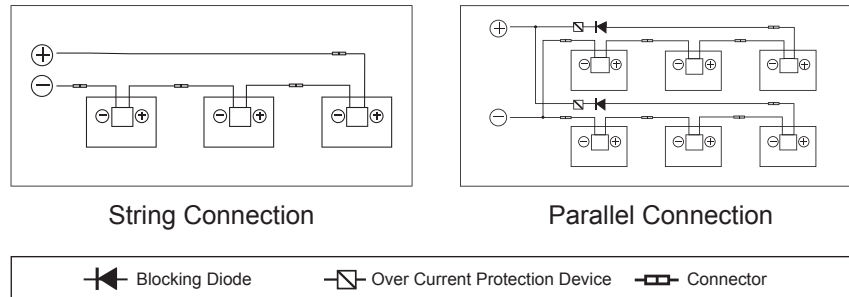 String Connection
Parallel Connection
Blocking Diode
Over Current Protection Device
Connector